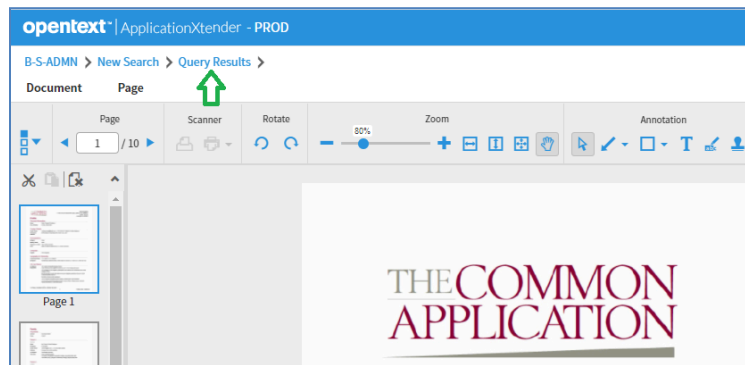 opentext™ | ApplicationXtender - PROD
B-S-ADMN > New Search > Query Results >
Document Page
Page Scanner Rotate Zoom Annotation
1 / 10 80% T
Page 1
THE COMMON
APPLICATION